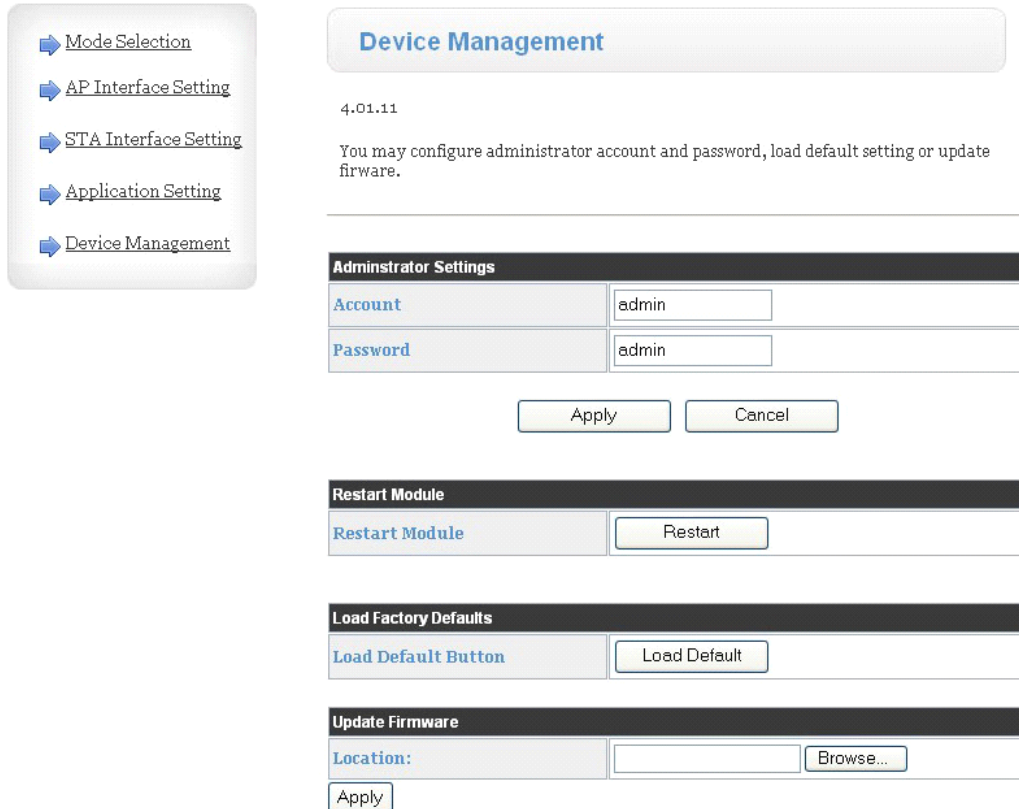 Mode Selection
AP Interface Setting
STA Interface Setting
Application Setting
Device Management
Device Management
4.01.11
You may configure administrator account and password, load default setting or update
firware.
Adminstrator Settings
Account admin
Password admin
Apply Cancel
Restart Module
Restart Module Restart
Load Factory Defaults
Load Default Button Load Default
Update Firmware
Location: Browse...
Apply